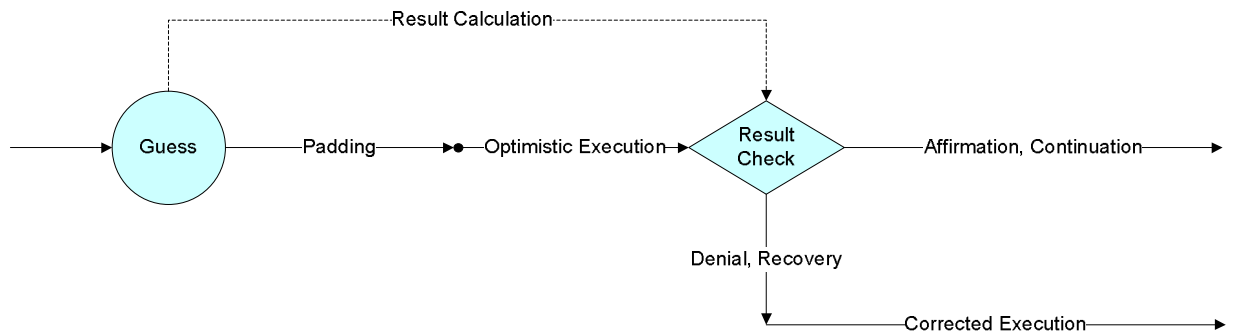 Result Calculation
Guess
Padding
Optimistic Execution
Result
Check
Affirmation, Continuation
Denial, Recovery
Corrected Execution